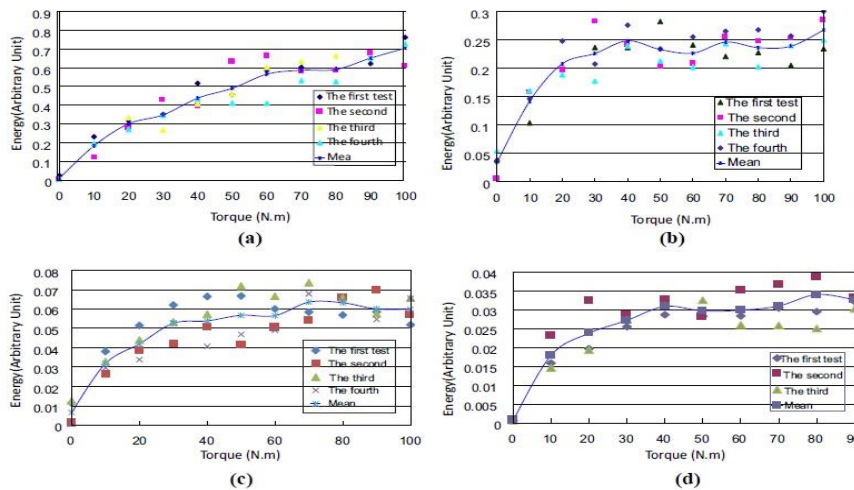 0.9
0.8
0.7
0.6
0.5
0.4
0.3
0.2
0.1
0
Energy(Arbitrary Unit)
The first test
The second
The third
The fourth
Mea
0 10 20 30 40 50 60 70 80 90 100
Torque (N.m)
(a)
0.3
0.25
0.2
0.15
0.1
0.05
0
Energy(Arbitrary Unit)
The first test
The second
The third
The fourth
Mean
0 10 20 30 40 50 60 70 80 90 100
Torque (N.m)
(b)
0.08
0.07
0.06
0.05
0.04
0.03
0.02
0.01
0
Energy(Arbitrary Unit)
The first test
The second
The third
The fourth
Mean
0 20 40 60 80 100
Torque (N.m)
(c)
0.04
0.035
0.03
0.025
0.02
0.015
0.01
0.005
0
Energy(Arbitrary Unit)
The first test
The second
The third
Mean
0 10 20 30 40 50 60 70 80 90
Torque (N.m)
(d)